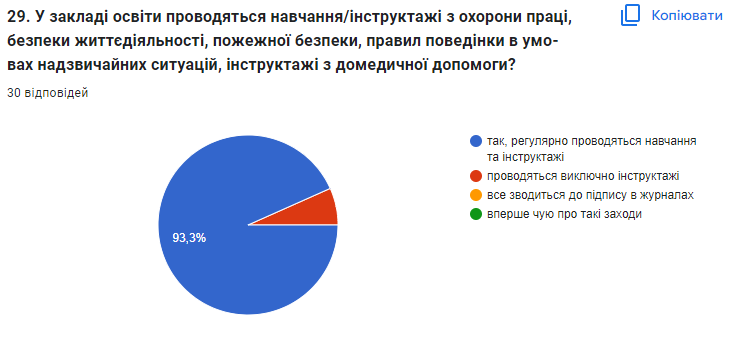 29. У закладі освіти проводяться навчання/інструктажі з охорони праці,
безпеки життєдіяльності, пожежної безпеки, правил поведінки в умо-
вах надзвичайних ситуацій, інструктажі з домедичної допомоги?
Копіювати
30 відповідей
93,3%
так, регулярно проводяться навчання
та інструктажі
проводяться виключно інструктажі
все зводиться до підпису в журналах
вперше чую про такі заходи